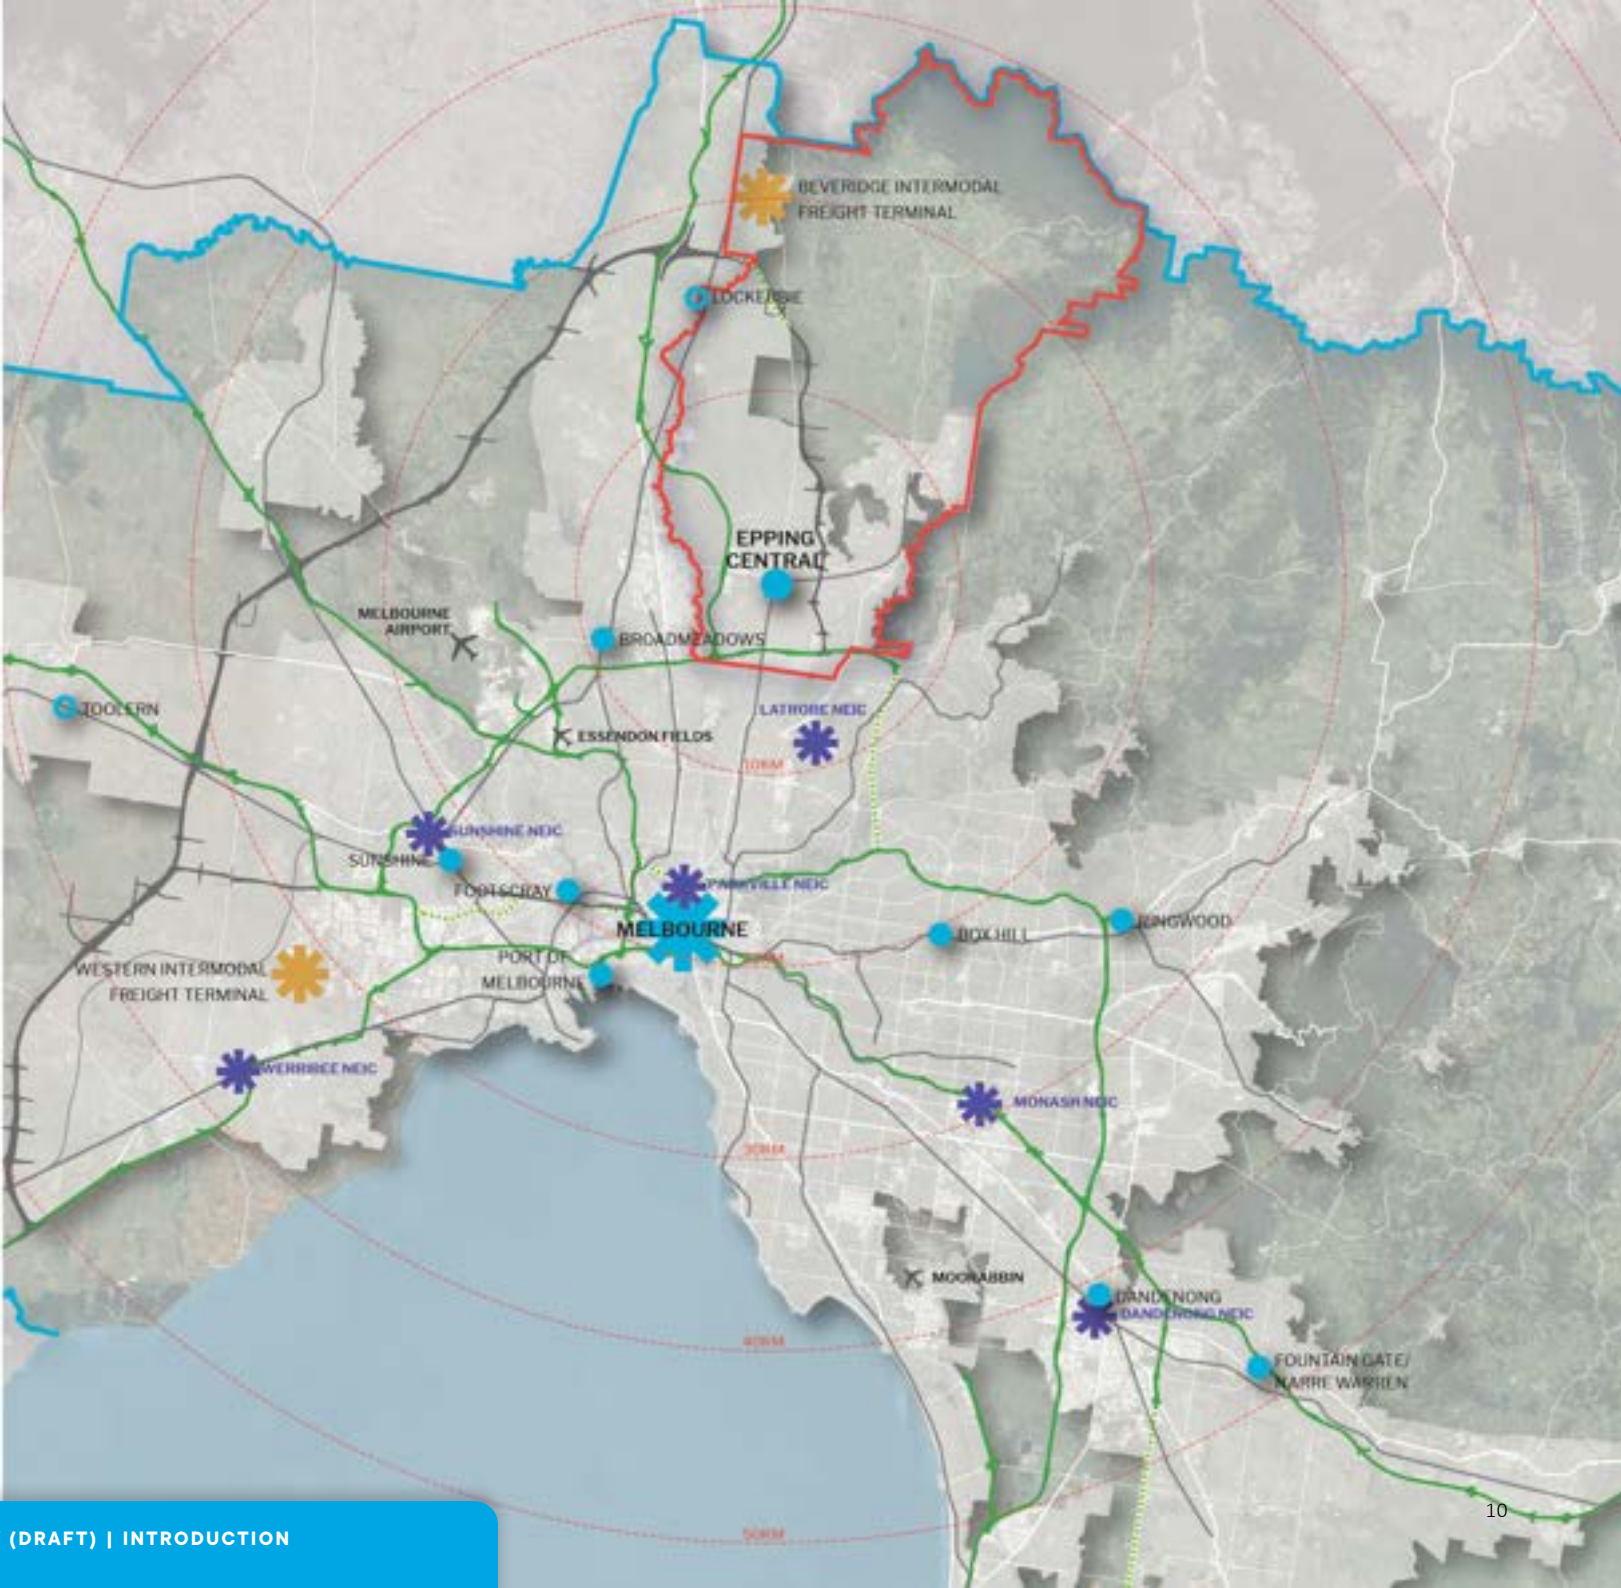 BEVERIDGE INTERMODAL
FREIGHT TERMINAL
LOCKERBIE
EPPING
CENTRAL
MELBOURNE
AIRPORT
BROADMEADOWS
TOOLERN
LATROBE NEIC
ESSENDON FIELDS
10KM
SUNSHINE NEIC
SUNSHINE
FOOTSCRAY
PARKVILLE NEIC
MELBOURNE
BOX HILL
RINGWOOD
PORT OF
MELBOURNE
WESTERN INTERMODAL
FREIGHT TERMINAL
WERRIBEE NEIC
MONASH NEIC
30KM
MOORABBIN
DANDENONG
DANDENONG NEIC
40KM
FOUNTAIN GATE/
NARRE WARREN
50KM
10
(DRAFT) | INTRODUCTION